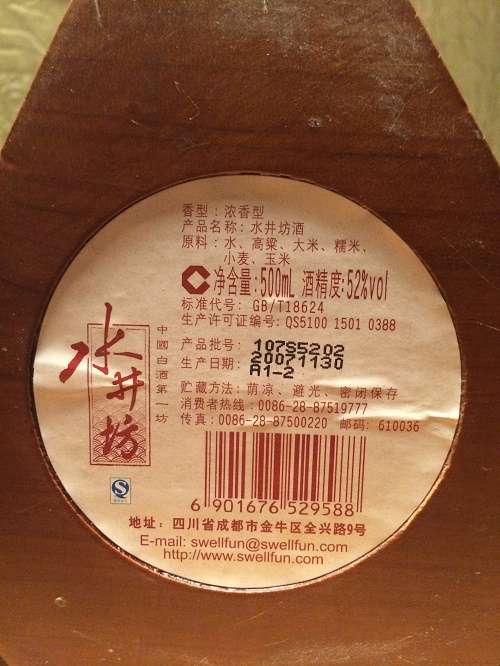 香型：浓香型
产品名称：水井坊酒
原料：水、高粱、大米、糯米、
小麦、玉米
净含量：500mL 酒精度：52%vol
标准代号：GB/T18624
生产许可证编号：QS5100 1501 0388
产品批号：107S5202
生产日期：20071130
A1-2
贮藏方法：荫凉、避光、密闭保存
消费者热线：0086-28-87519777
传真：0086-28-87500220 邮码：610036
水井坊
中國白酒第一坊
6 901676 529588
地址：四川省成都市金牛区全兴路9号
E-mail: swellfun@swellfun.com
http://www.swellfun.com